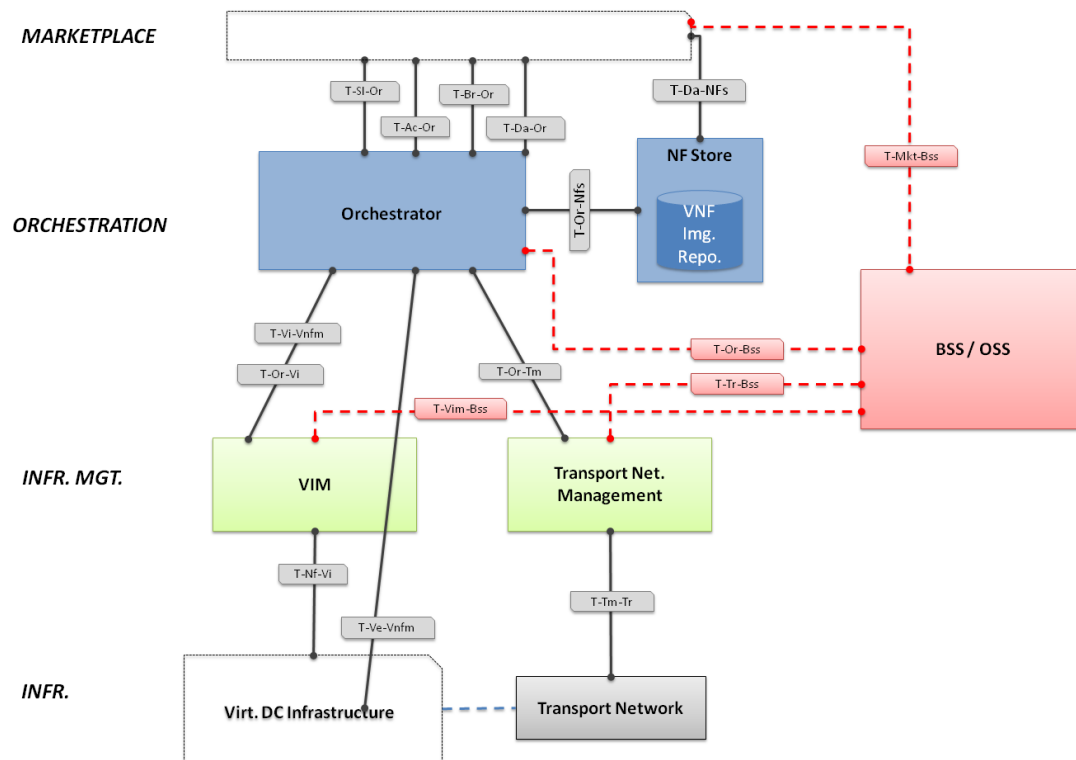 MARKETPLACE
T-Sl-Or
T-Br-Or
T-Da-NFs
T-Ac-Or
T-Da-Or
NF Store
T-Mkt-Bss
ORCHESTRATION
Orchestrator
T-Or-Nfs
VNF
Img.
Repo.
T-Vi-Vnfm
T-Or-Vi
T-Or-Tm
T-Or-Bss
BSS / OSS
T-Tr-Bss
T-Vim-Bss
INFR. MGT.
VIM
Transport Net.
Management
T-Nf-Vi
T-Tm-Tr
T-Ve-Vnfm
INFR.
Virt. DC Infrastructure
Transport Network